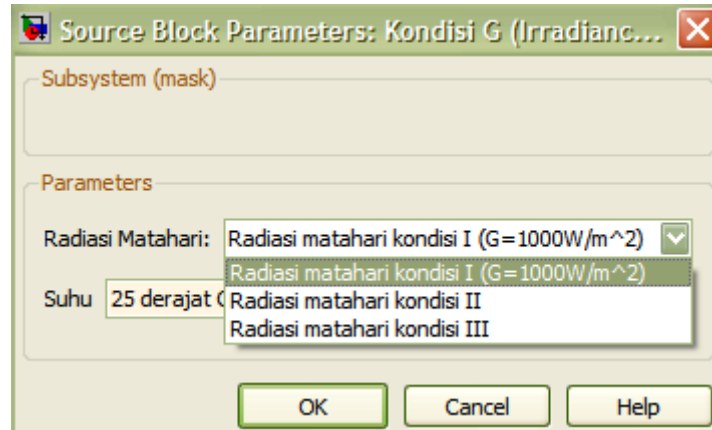 Source Block Parameters: Kondisi G (Irradianc...
Subsystem (mask)
Parameters
Radiasi Matahari: Radiasi matahari kondisi I (G=1000W/m^2)
Radiasi matahari kondisi I (G=1000W/m^2)
Suhu 25 derajat Radiasi matahari kondisi II
Radiasi matahari kondisi III
OK Cancel Help